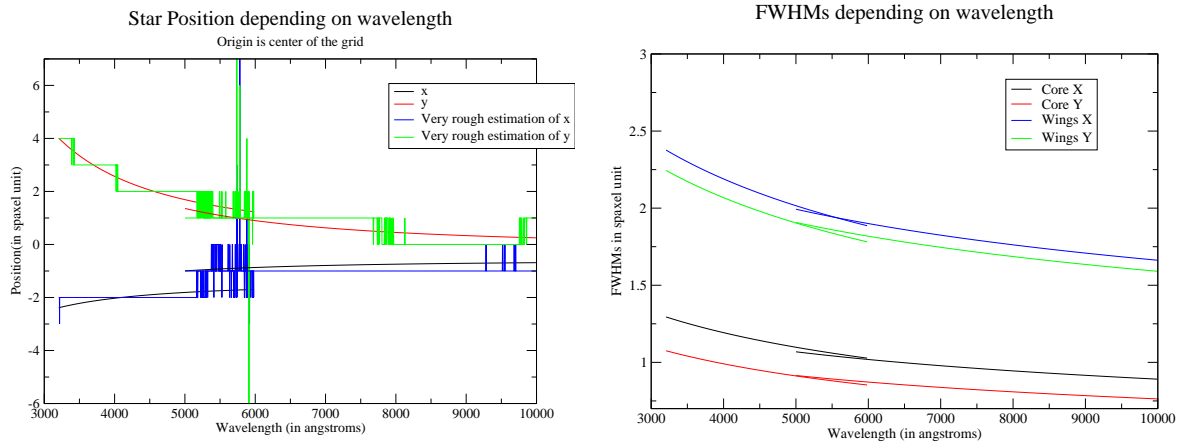 Star Position depending on wavelength
Origin is center of the grid
Position(in spaxel unit)
6
4
2
0
-2
-4
-6
x
y
Very rough estimation of x
Very rough estimation of y
3000 4000 5000 6000 7000 8000 9000 10000
Wavelength (in angstroms)
FWHMs depending on wavelength
FWHMs in spaxel unit
3
2.5
2
1.5
1
Core X
Core Y
Wings X
Wings Y
3000 4000 5000 6000 7000 8000 9000 10000
Wavelength (in angstroms)